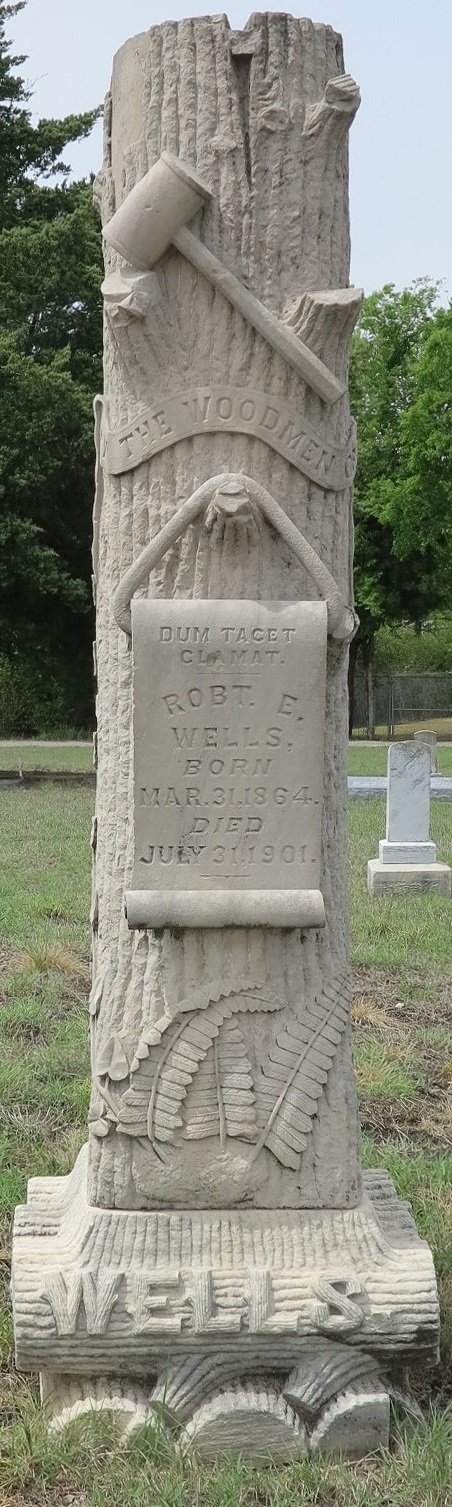 THE WOODMEN
DUM TACET
CLAMAT.
ROBT. E.
WELLS,
BORN
MAR. 31, 1864.
DIED
JULY 31, 1901.
WELLS